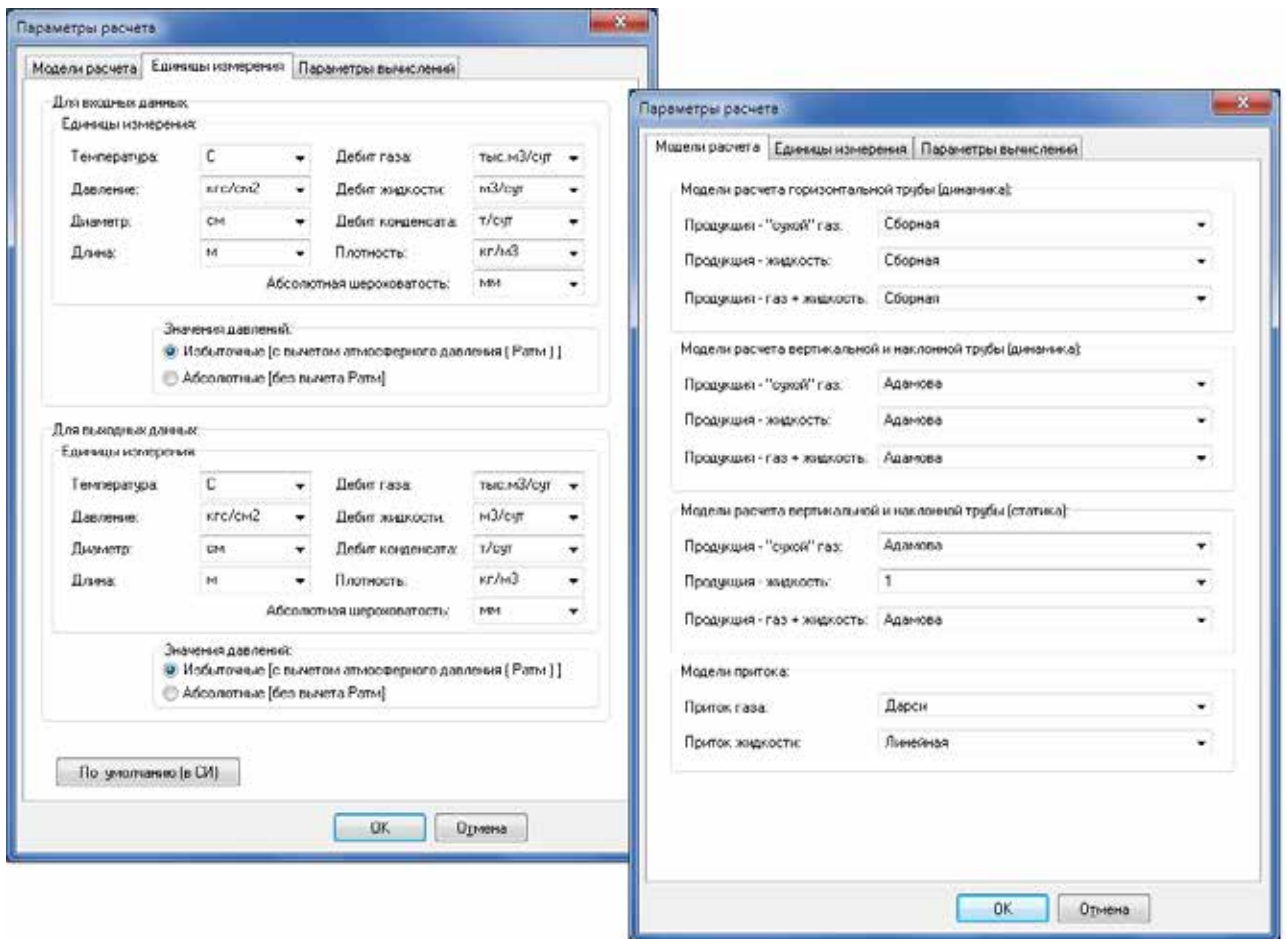 Параметры расчета
Модели расчета Единицы измерения Параметры вычислений
Для входных данных:
Единицы измерения:
Температура: С Дебит газа: тыс.м3/сут
Давление: кгс/см2 Дебит жидкости: м3/сут
Диаметр: см Дебит конденсата: т/сут
Длина: м Плотность: кг/м3
Абсолютная шероховатость: мм
Значения давлений:
Избыточные [с вычетом атмосферного давления ( Pатм ) ]
Абсолютные [без вычета Pатм]
Для выходных данных:
Единицы измерения:
Температура: С Дебит газа: тыс.м3/сут
Давление: кгс/см2 Дебит жидкости: м3/сут
Диаметр: см Дебит конденсата: т/сут
Длина: м Плотность: кг/м3
Абсолютная шероховатость: мм
Значения давлений:
Избыточные [с вычетом атмосферного давления ( Pатм ) ]
Абсолютные [без вычета Pатм]
По умолчанию (в СИ)
OK Отмена
Параметры расчета
Модели расчета Единицы измерения Параметры вычислений
Модели расчета горизонтальной трубы (динамика):
Продукция - "сухой" газ: Сборная
Продукция - жидкость: Сборная
Продукция - газ + жидкость: Сборная
Модели расчета вертикальной и наклонной трубы (динамика):
Продукция - "сухой" газ: Адамова
Продукция - жидкость: Адамова
Продукция - газ + жидкость: Адамова
Модели расчета вертикальной и наклонной трубы (статика):
Продукция - "сухой" газ: Адамова
Продукция - жидкость: 1
Продукция - газ + жидкость: Адамова
Модели притока:
Приток газа: Дарси
Приток жидкости: Линейная
OK Отмена